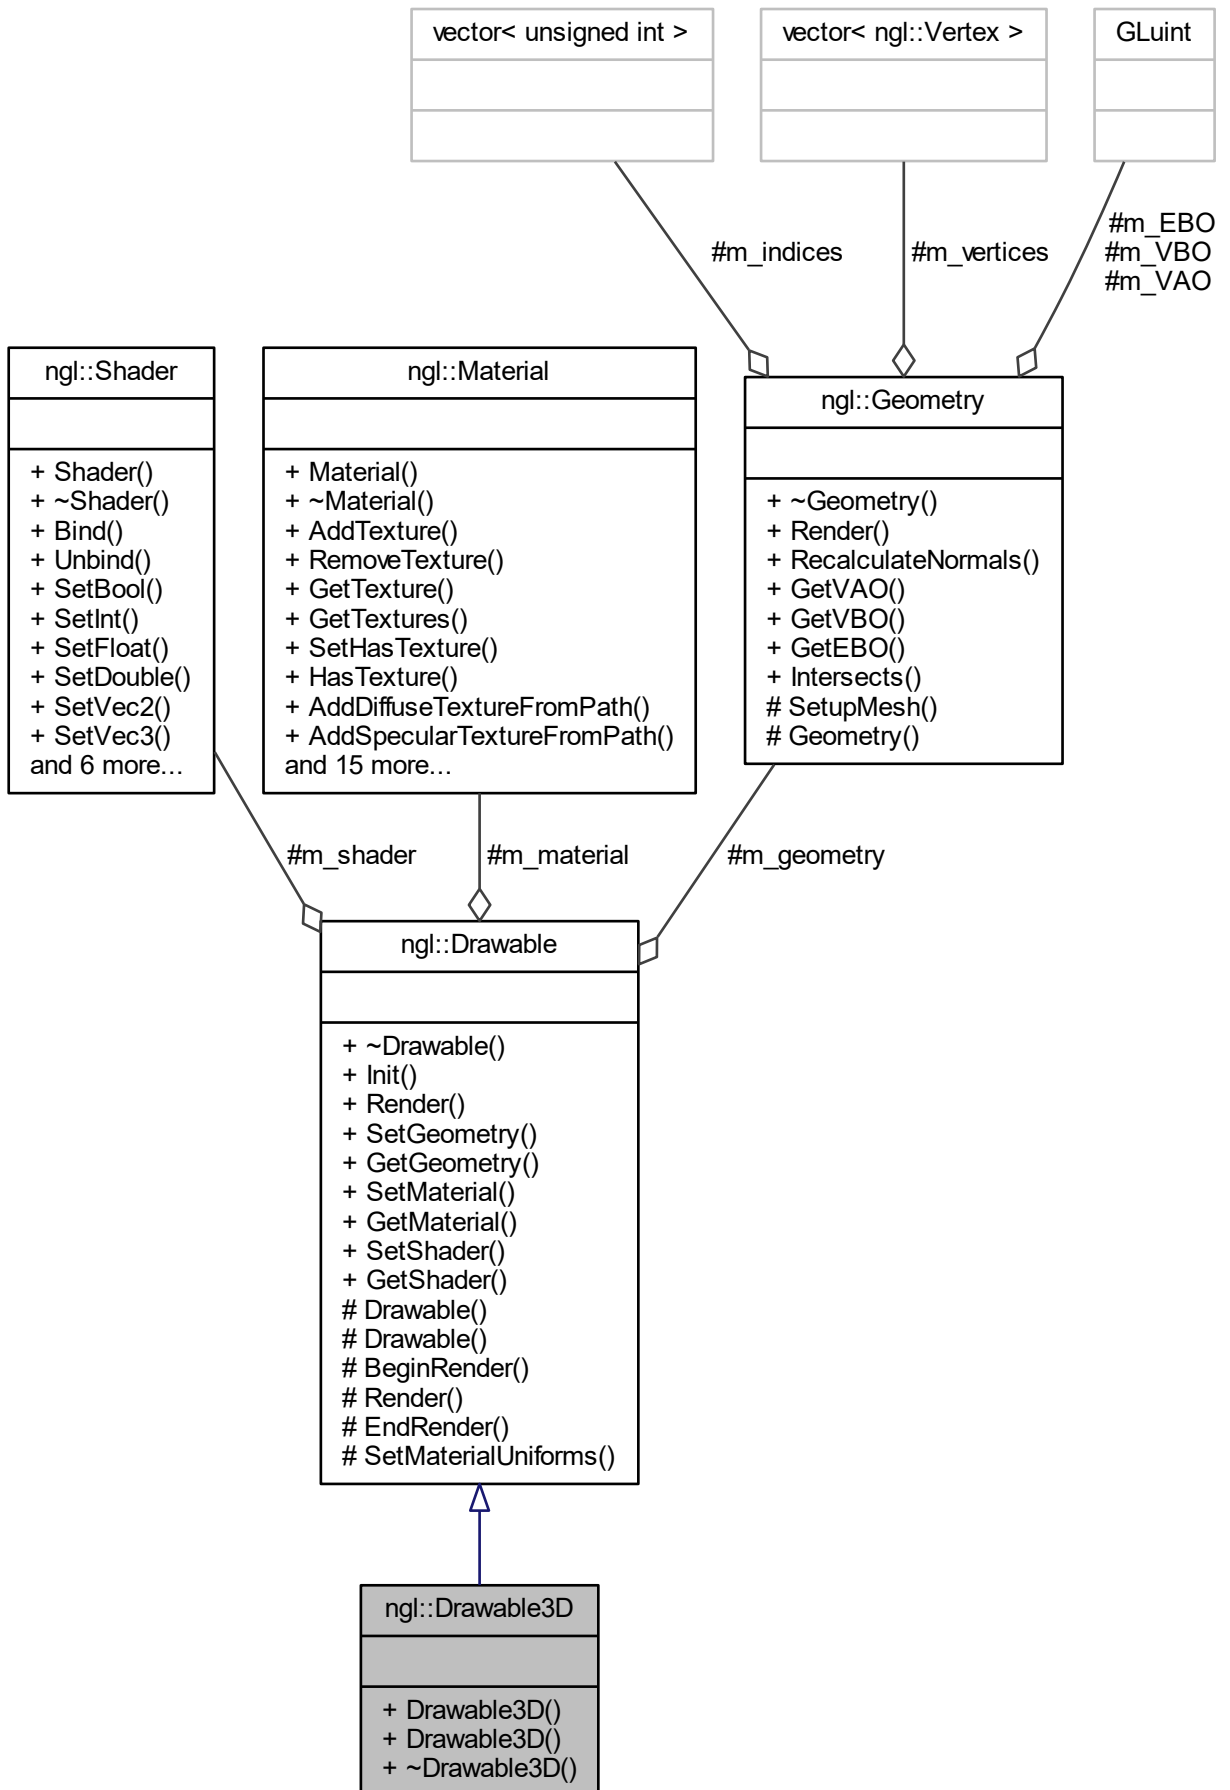 vector< unsigned int >
vector< ngl::Vertex >
GLuint
#m_indices
#m_vertices
#m_EBO
#m_VBO
#m_VAO
ngl::Shader
+ Shader()
+ ~Shader()
+ Bind()
+ Unbind()
+ SetBool()
+ SetInt()
+ SetFloat()
+ SetDouble()
+ SetVec2()
+ SetVec3()
and 6 more...
ngl::Material
+ Material()
+ ~Material()
+ AddTexture()
+ RemoveTexture()
+ GetTexture()
+ GetTextures()
+ SetHasTexture()
+ HasTexture()
+ AddDiffuseTextureFromPath()
+ AddSpecularTextureFromPath()
and 15 more...
ngl::Geometry
+ ~Geometry()
+ Render()
+ RecalculateNormals()
+ GetVAO()
+ GetVBO()
+ GetEBO()
+ Intersects()
# SetupMesh()
# Geometry()
#m_shader
#m_material
#m_geometry
ngl::Drawable
+ ~Drawable()
+ Init()
+ Render()
+ SetGeometry()
+ GetGeometry()
+ SetMaterial()
+ GetMaterial()
+ SetShader()
+ GetShader()
# Drawable()
# Drawable()
# BeginRender()
# Render()
# EndRender()
# SetMaterialUniforms()
ngl::Drawable3D
+ Drawable3D()
+ Drawable3D()
+ ~Drawable3D()